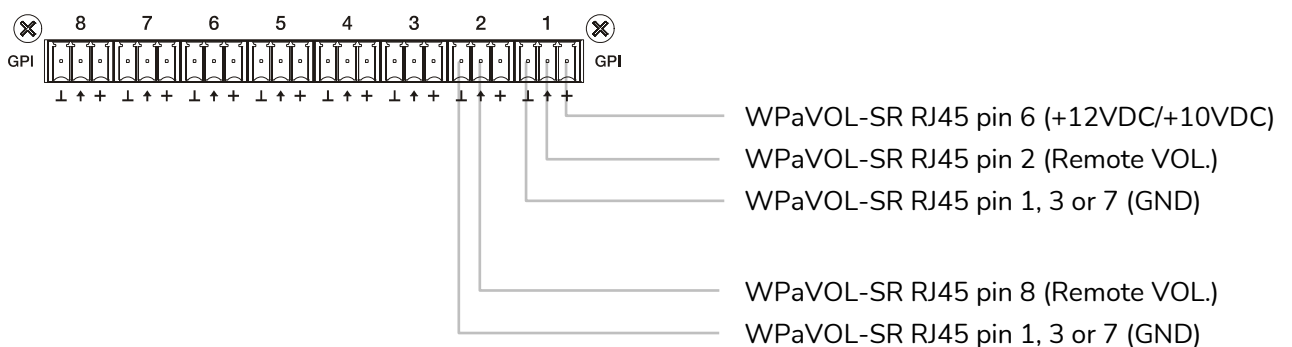 8 7 6 5 4 3 2 1
GPI GPI
⊥ ↑ + ⊥ ↑ + ⊥ ↑ + ⊥ ↑ + ⊥ ↑ + ⊥ ↑ + ⊥ ↑ + ⊥ ↑ +
WPaVOL-SR RJ45 pin 6 (+12VDC/+10VDC)
WPaVOL-SR RJ45 pin 2 (Remote VOL.)
WPaVOL-SR RJ45 pin 1, 3 or 7 (GND)
WPaVOL-SR RJ45 pin 8 (Remote VOL.)
WPaVOL-SR RJ45 pin 1, 3 or 7 (GND)